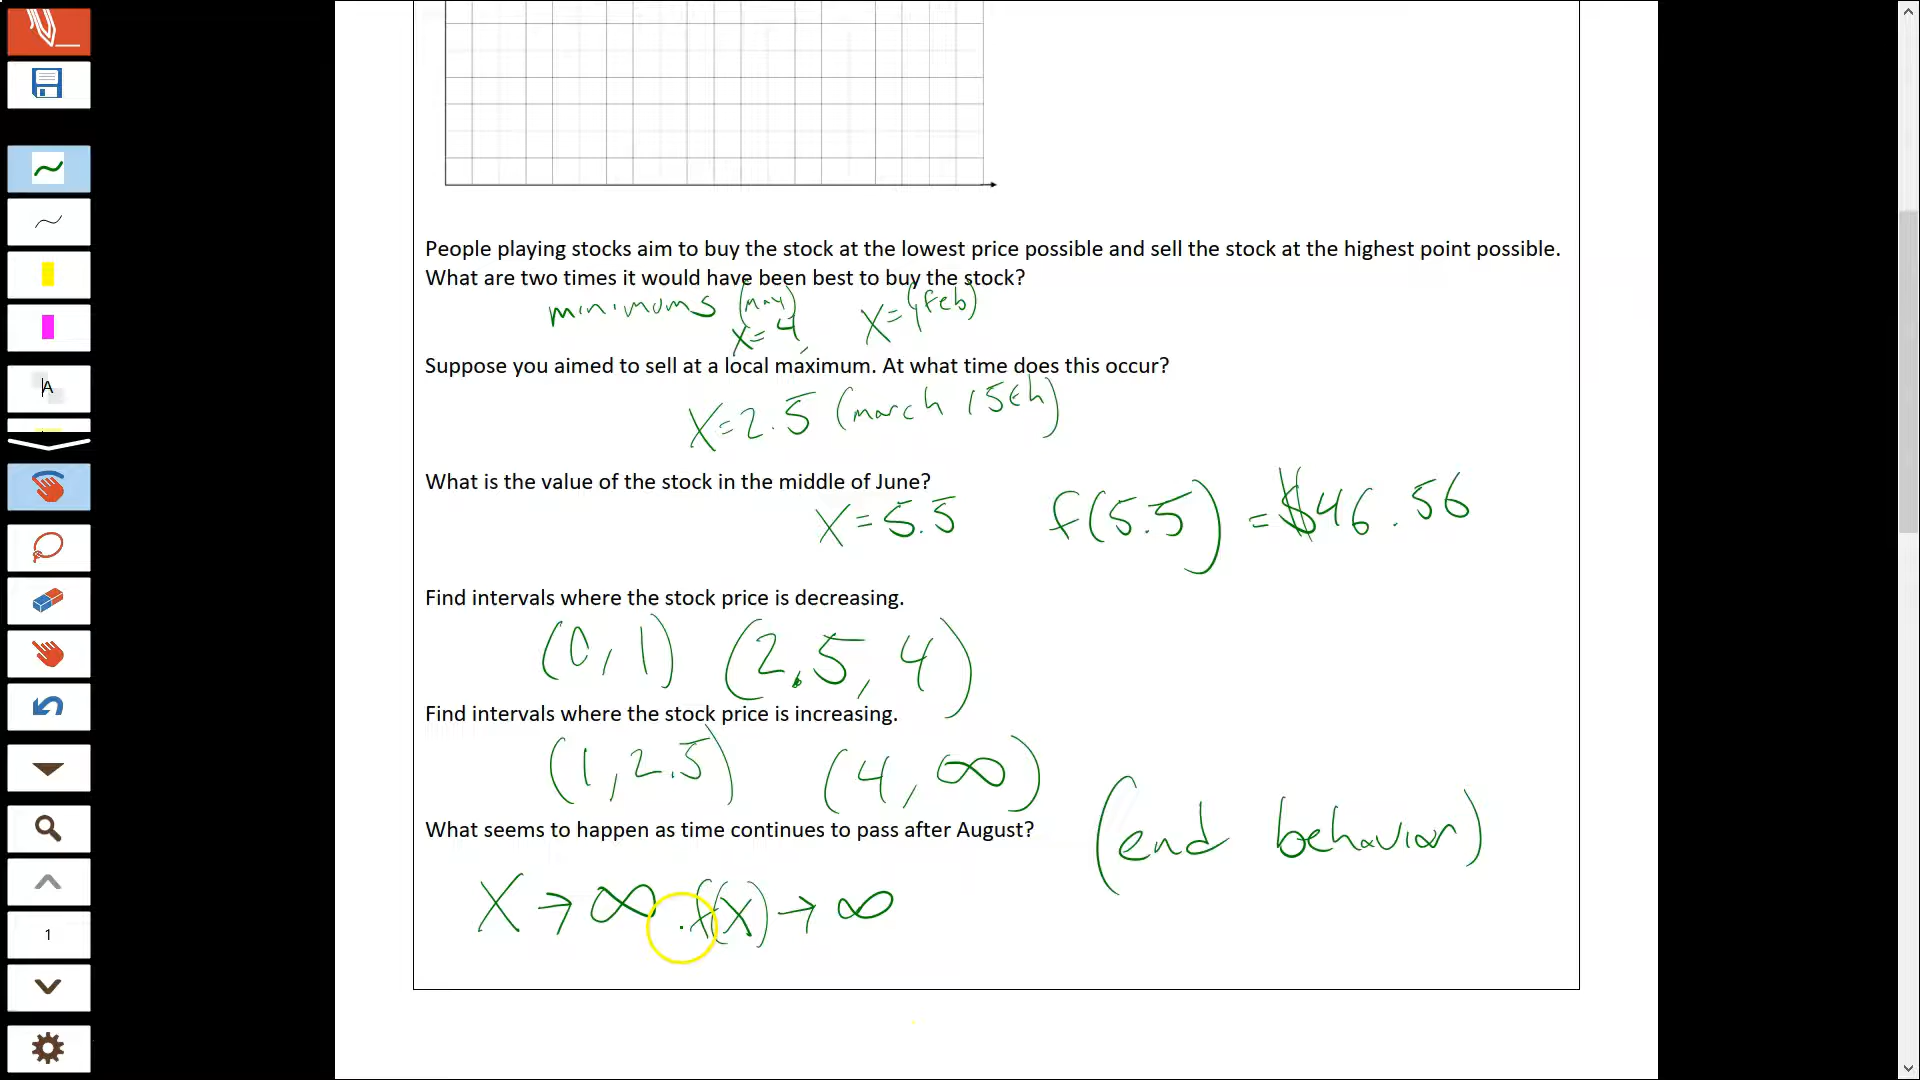 People playing stocks aim to buy the stock at the lowest price possible and sell the stock at the highest point possible.
What are two times it would have been best to buy the stock?
minimums (may) x=4, x=1 (feb)
Suppose you aimed to sell at a local maximum. At what time does this occur?
X=2.5 (march 15th)
What is the value of the stock in the middle of June?
X=5.5 f(5.5) = $46.56
Find intervals where the stock price is decreasing.
(0,1) (2.5,4)
Find intervals where the stock price is increasing.
(1,2.5) (4,∞)
What seems to happen as time continues to pass after August?
(end behavior)
X→∞ f(x)→∞
A
1